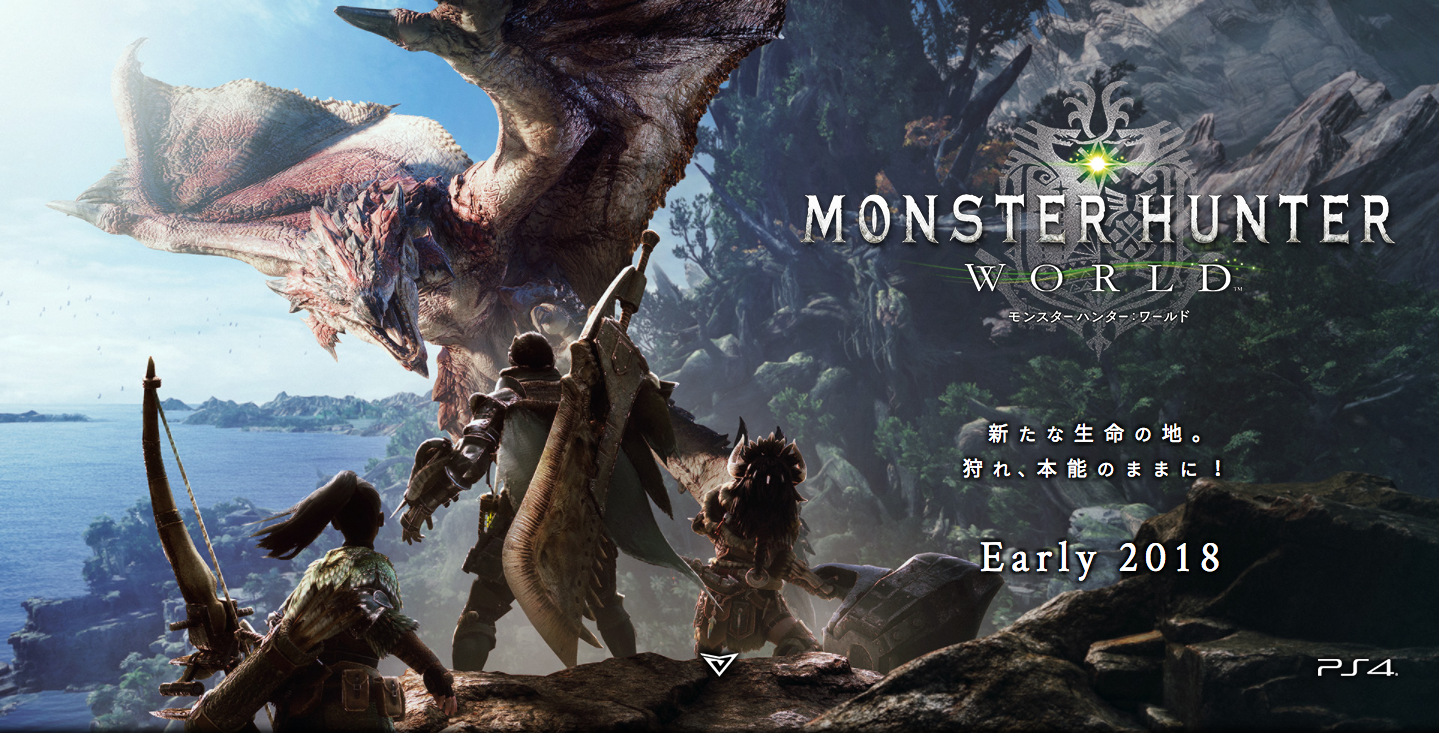 MONSTER HUNTER
WORLD™
モンスターハンター：ワールド
新たな生命の地。
狩れ、本能のままに！
Early 2018
PS4®